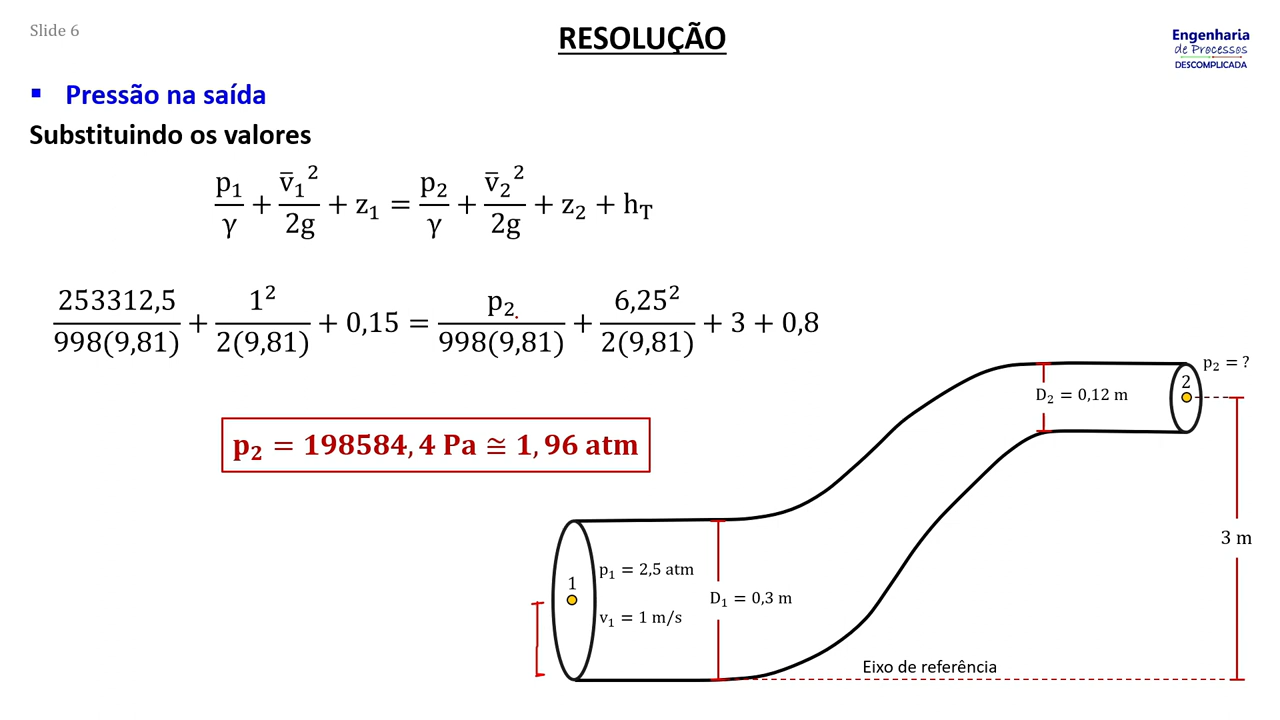 Slide 6
RESOLUÇÃO
Engenharia
de Processos
DESCOMPLICADA
▪ Pressão na saída
Substituindo os valores
p₁/γ + v̅₁²/2g + z₁ = p₂/γ + v̅₂²/2g + z₂ + h_T
253312,5/998(9,81) + 1²/2(9,81) + 0,15 = p₂/998(9,81) + 6,25²/2(9,81) + 3 + 0,8
p₂ = 198584,4 Pa ≅ 1,96 atm
p₂ = ?
2
D₂ = 0,12 m
3 m
p₁ = 2,5 atm
1
D₁ = 0,3 m
v₁ = 1 m/s
Eixo de referência